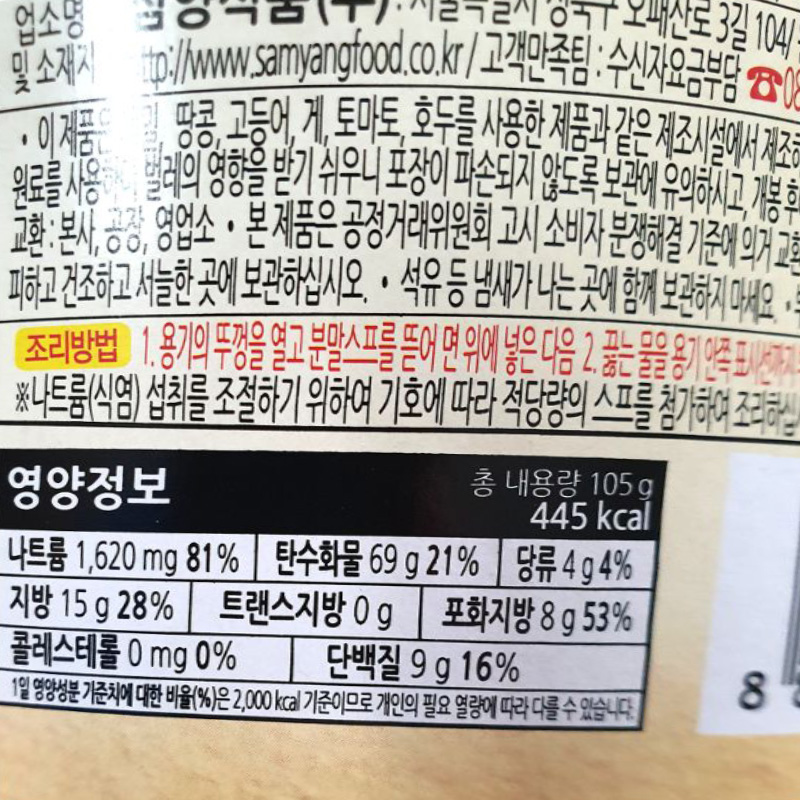 업소명 삼양식품(주) : 서울특별시 성북구 오패산로 3길 104/
및 소재지 http://www.samyangfood.co.kr / 고객만족팀 : 수신자요금부담 ☎08
• 이 제품은 밀, 땅콩, 고등어, 게, 토마토, 호두를 사용한 제품과 같은 제조시설에서 제조하
원료를 사용하여 벌레의 영향을 받기 쉬우니 포장이 파손되지 않도록 보관에 유의하시고, 개봉 후
교환 : 본사, 공장, 영업소 • 본 제품은 공정거래위원회 고시 소비자 분쟁해결 기준에 의거 교환
피하고 건조하고 서늘한 곳에 보관하십시오. • 석유 등 냄새가 나는 곳에 함께 보관하지 마세요.
조리방법 1. 용기의 뚜껑을 열고 분말스프를 뜯어 면 위에 넣은 다음 2. 끓는 물을 용기 안쪽 표시선까지
※나트륨(식염) 섭취를 조절하기 위하여 기호에 따라 적당량의 스프를 첨가하여 조리하십시
영양정보 총 내용량 105 g
445 kcal
나트륨 1,620 mg 81% 탄수화물 69 g 21% 당류 4 g 4%
지방 15 g 28% 트랜스지방 0 g 포화지방 8 g 53%
콜레스테롤 0 mg 0% 단백질 9 g 16%
1일 영양성분 기준치에 대한 비율(%)은 2,000 kcal 기준이므로 개인의 필요 열량에 따라 다를 수 있습니다.
8